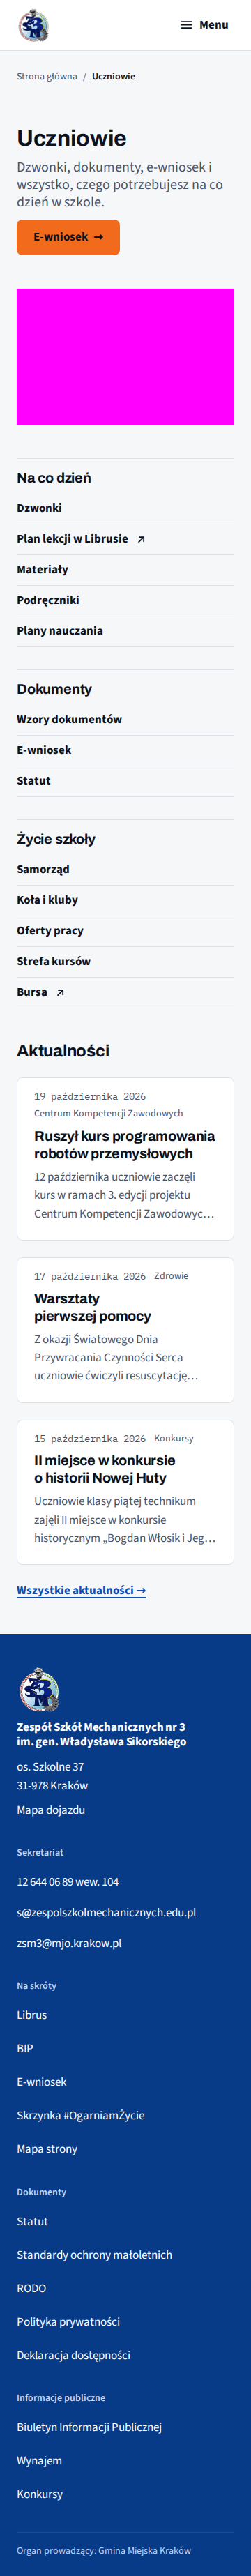 Menu
Strona główna / Uczniowie
Uczniowie
Dzwonki, dokumenty, e-wniosek i
wszystko, czego potrzebujesz na co
dzień w szkole.
E-wniosek →
Na co dzień
Dzwonki
Plan lekcji w Librusie ↗
Materiały
Podręczniki
Plany nauczania
Dokumenty
Wzory dokumentów
E-wniosek
Statut
Życie szkoły
Samorząd
Koła i kluby
Oferty pracy
Strefa kursów
Bursa ↗
Aktualności
19 października 2026
Centrum Kompetencji Zawodowych
Ruszył kurs programowania
robotów przemysłowych
12 października uczniowie zaczęli
kurs w ramach 3. edycji projektu
Centrum Kompetencji Zawodowyc…
17 października 2026 Zdrowie
Warsztaty
pierwszej pomocy
Z okazji Światowego Dnia
Przywracania Czynności Serca
uczniowie ćwiczyli resuscytację…
15 października 2026 Konkursy
II miejsce w konkursie
o historii Nowej Huty
Uczniowie klasy piątej technikum
zajęli II miejsce w konkursie
historycznym „Bogdan Włosik i Jeg…
Wszystkie aktualności →
Zespół Szkół Mechanicznych nr 3
im. gen. Władysława Sikorskiego
os. Szkolne 37
31-978 Kraków
Mapa dojazdu
Sekretariat
12 644 06 89 wew. 104
s@zespolszkolmechanicznych.edu.pl
zsm3@mjo.krakow.pl
Na skróty
Librus
BIP
E-wniosek
Skrzynka #OgarniamŻycie
Mapa strony
Dokumenty
Statut
Standardy ochrony małoletnich
RODO
Polityka prywatności
Deklaracja dostępności
Informacje publiczne
Biuletyn Informacji Publicznej
Wynajem
Konkursy
Organ prowadzący: Gmina Miejska Kraków